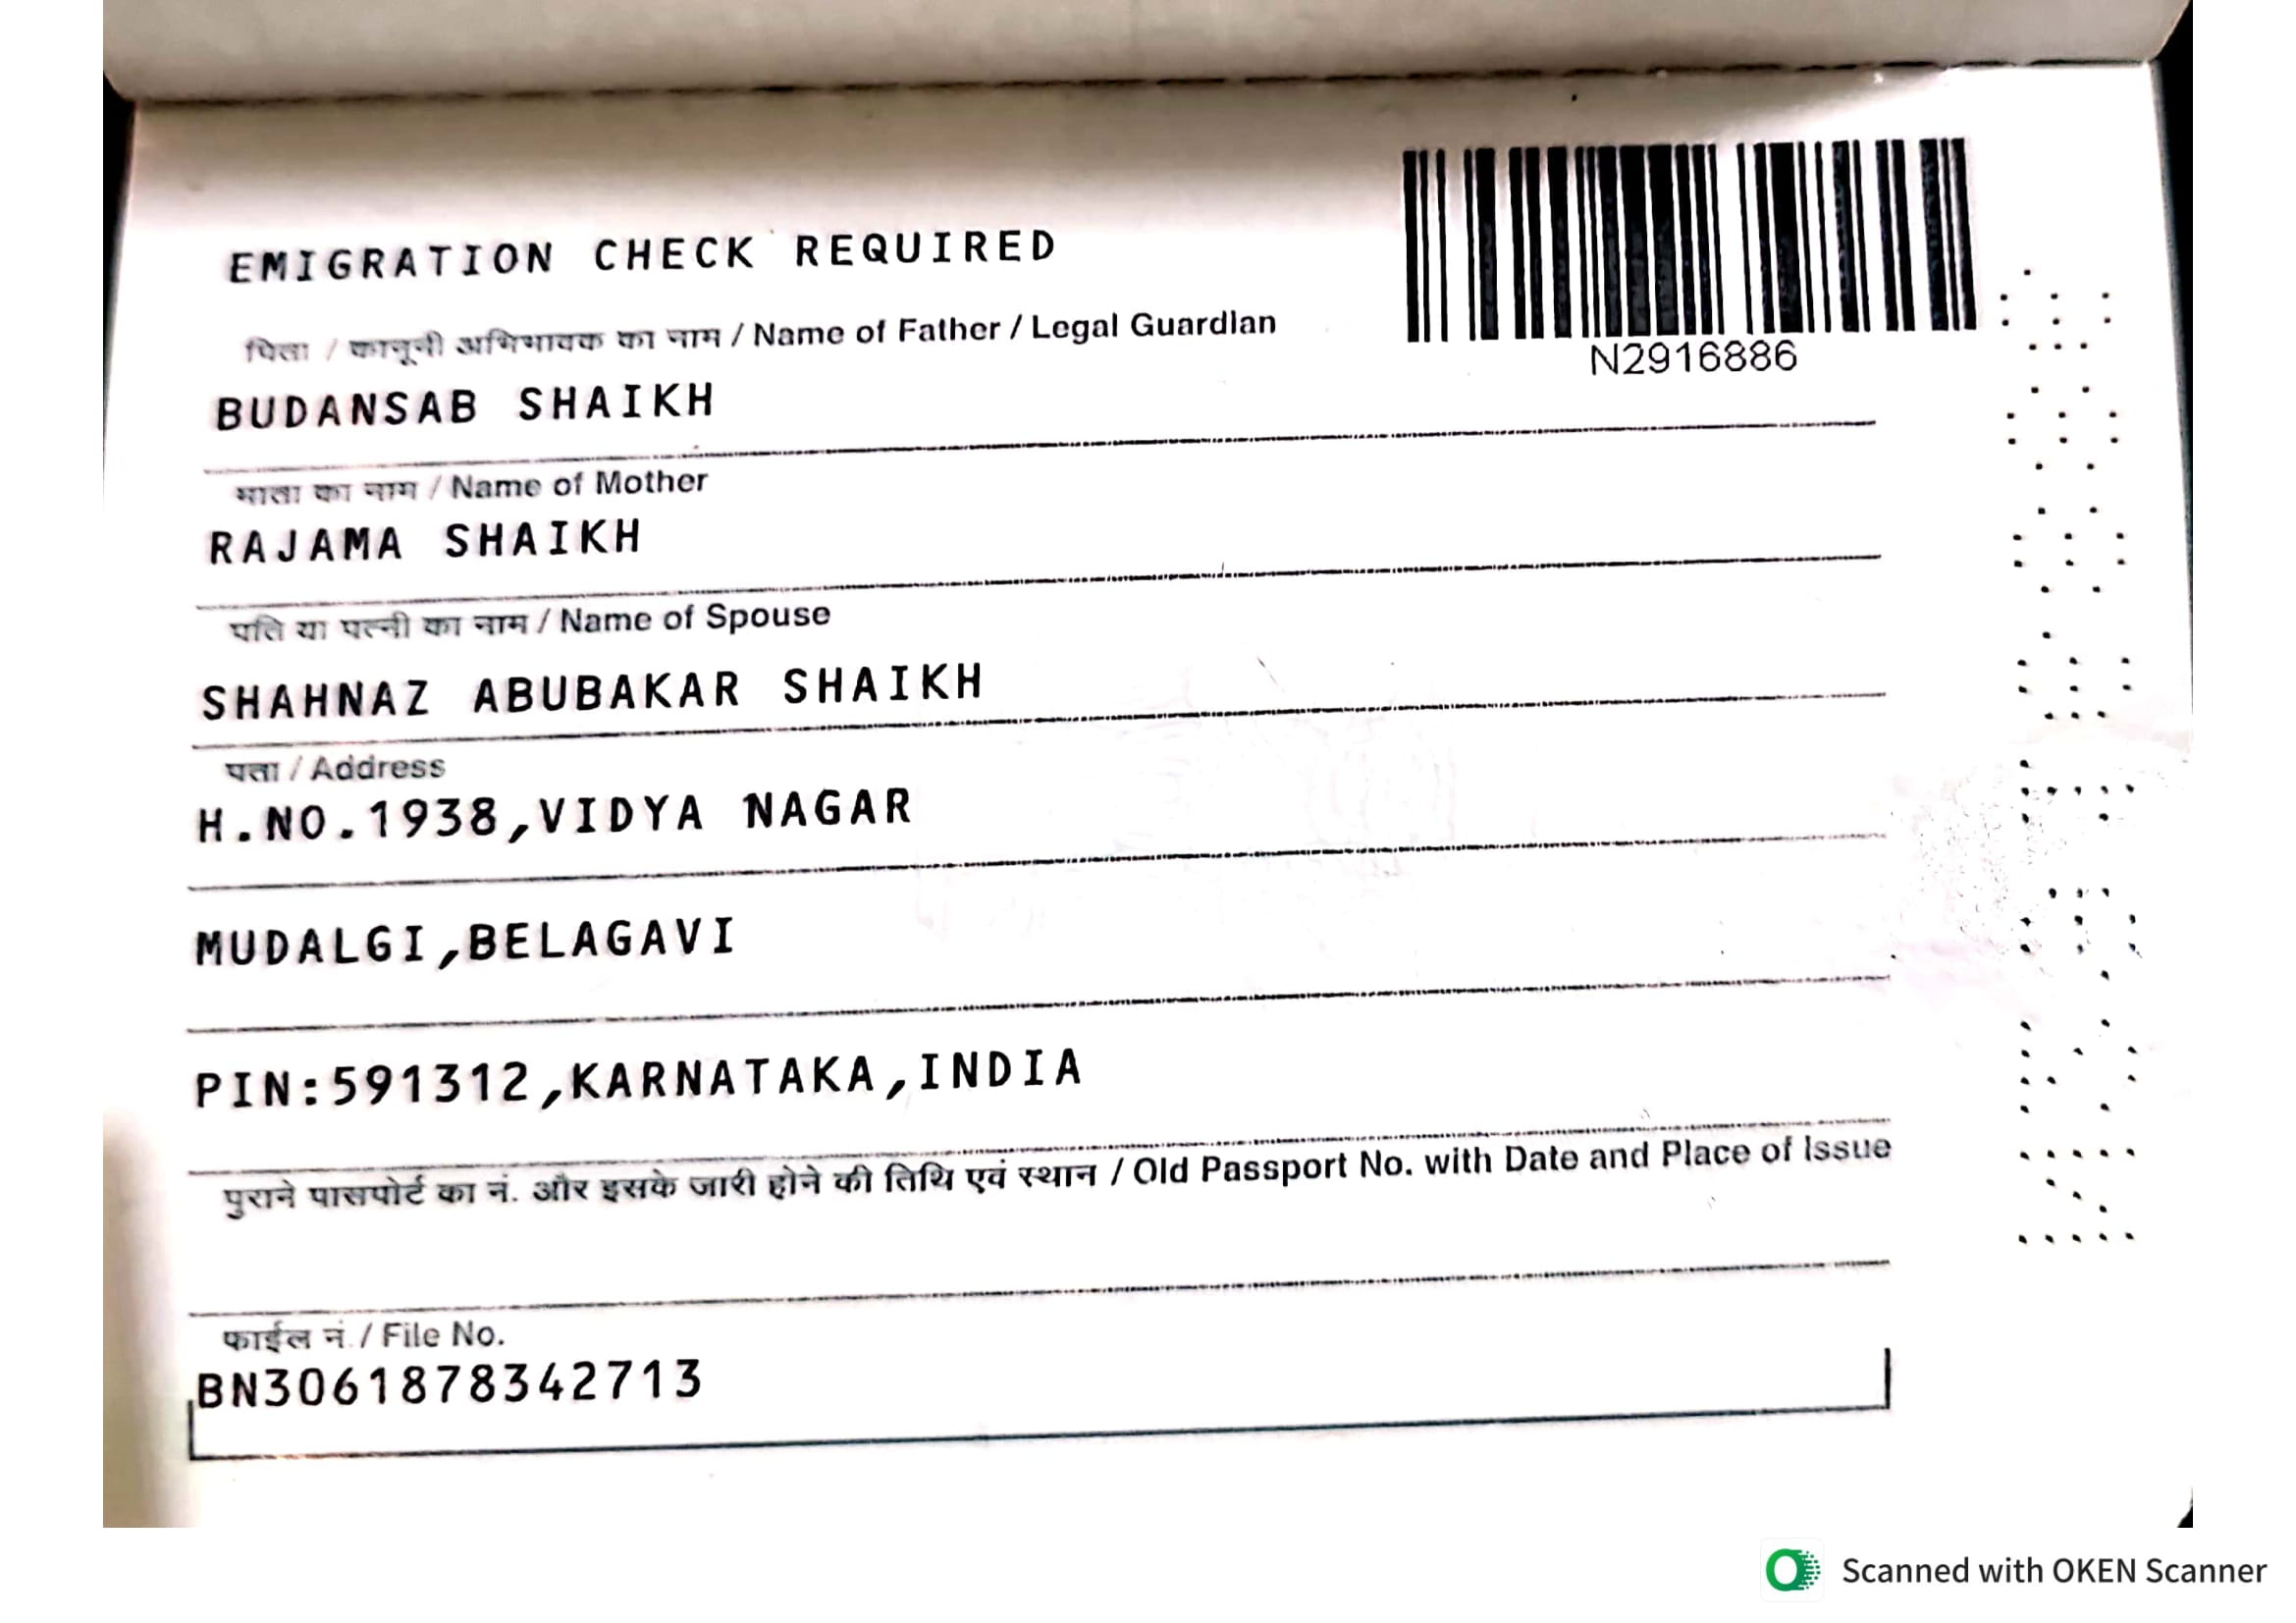 EMIGRATION CHECK REQUIRED
N2916886
पिता / कानूनी अभिभावक का नाम / Name of Father / Legal Guardian
BUDANSAB SHAIKH
माता का नाम / Name of Mother
RAJAMA SHAIKH
पति या पत्नी का नाम / Name of Spouse
SHAHNAZ ABUBAKAR SHAIKH
पता / Address
H.NO.1938,VIDYA NAGAR
MUDALGI,BELAGAVI
PIN:591312,KARNATAKA,INDIA
पुराने पासपोर्ट का नं. और इसके जारी होने की तिथि एवं स्थान / Old Passport No. with Date and Place of Issue
फाईल नं. / File No.
BN3061878342713
Scanned with OKEN Scanner